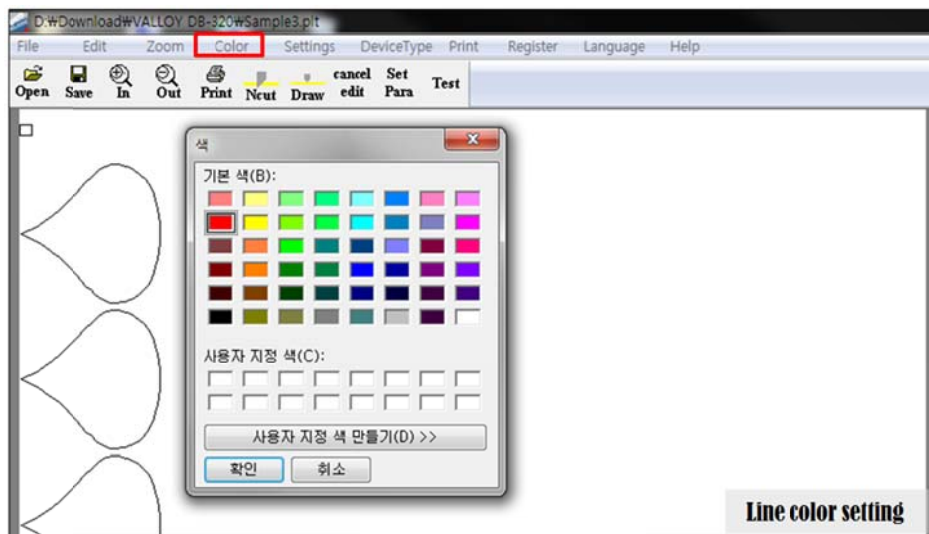 D:₩Download₩VALLOY DB-320₩Sample3.plt
File Edit Zoom Color Settings DeviceType Print Register Language Help
Open Save In Out Print Ncut Draw cancel edit Set Para Test
색
기본 색(B):
사용자 지정 색(C):
사용자 지정 색 만들기(D) >>
확인 취소
Line color setting